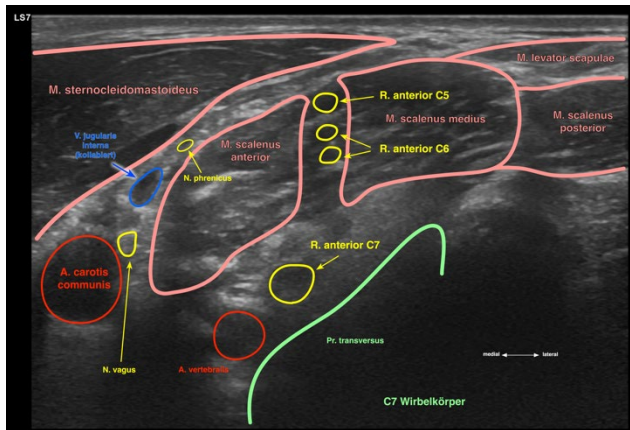 LS7
M. levator scapulae
M. sternocleidomastoideus
R. anterior C5
M. scalenus medius
M. scalenus
posterior
V. jugularis
interna
(kollabiert)
M. scalenus
anterior
R. anterior C6
N. phrenicus
R. anterior C7
A. carotis
communis
Pr. transversus
medial
lateral
N. vagus
A. vertebralis
C7 Wirbelkörper